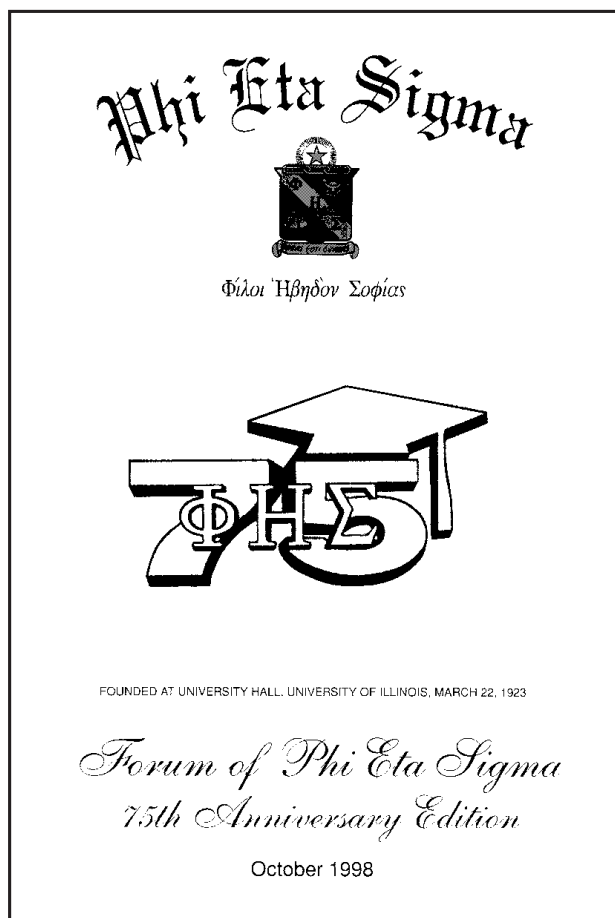 Phi Eta Sigma
Φίλοι Ἡβηδὸν Σοφίας
75
ΦΗΣ
FOUNDED AT UNIVERSITY HALL, UNIVERSITY OF ILLINOIS, MARCH 22, 1923
Forum of Phi Eta Sigma
75th Anniversary Edition
October 1998